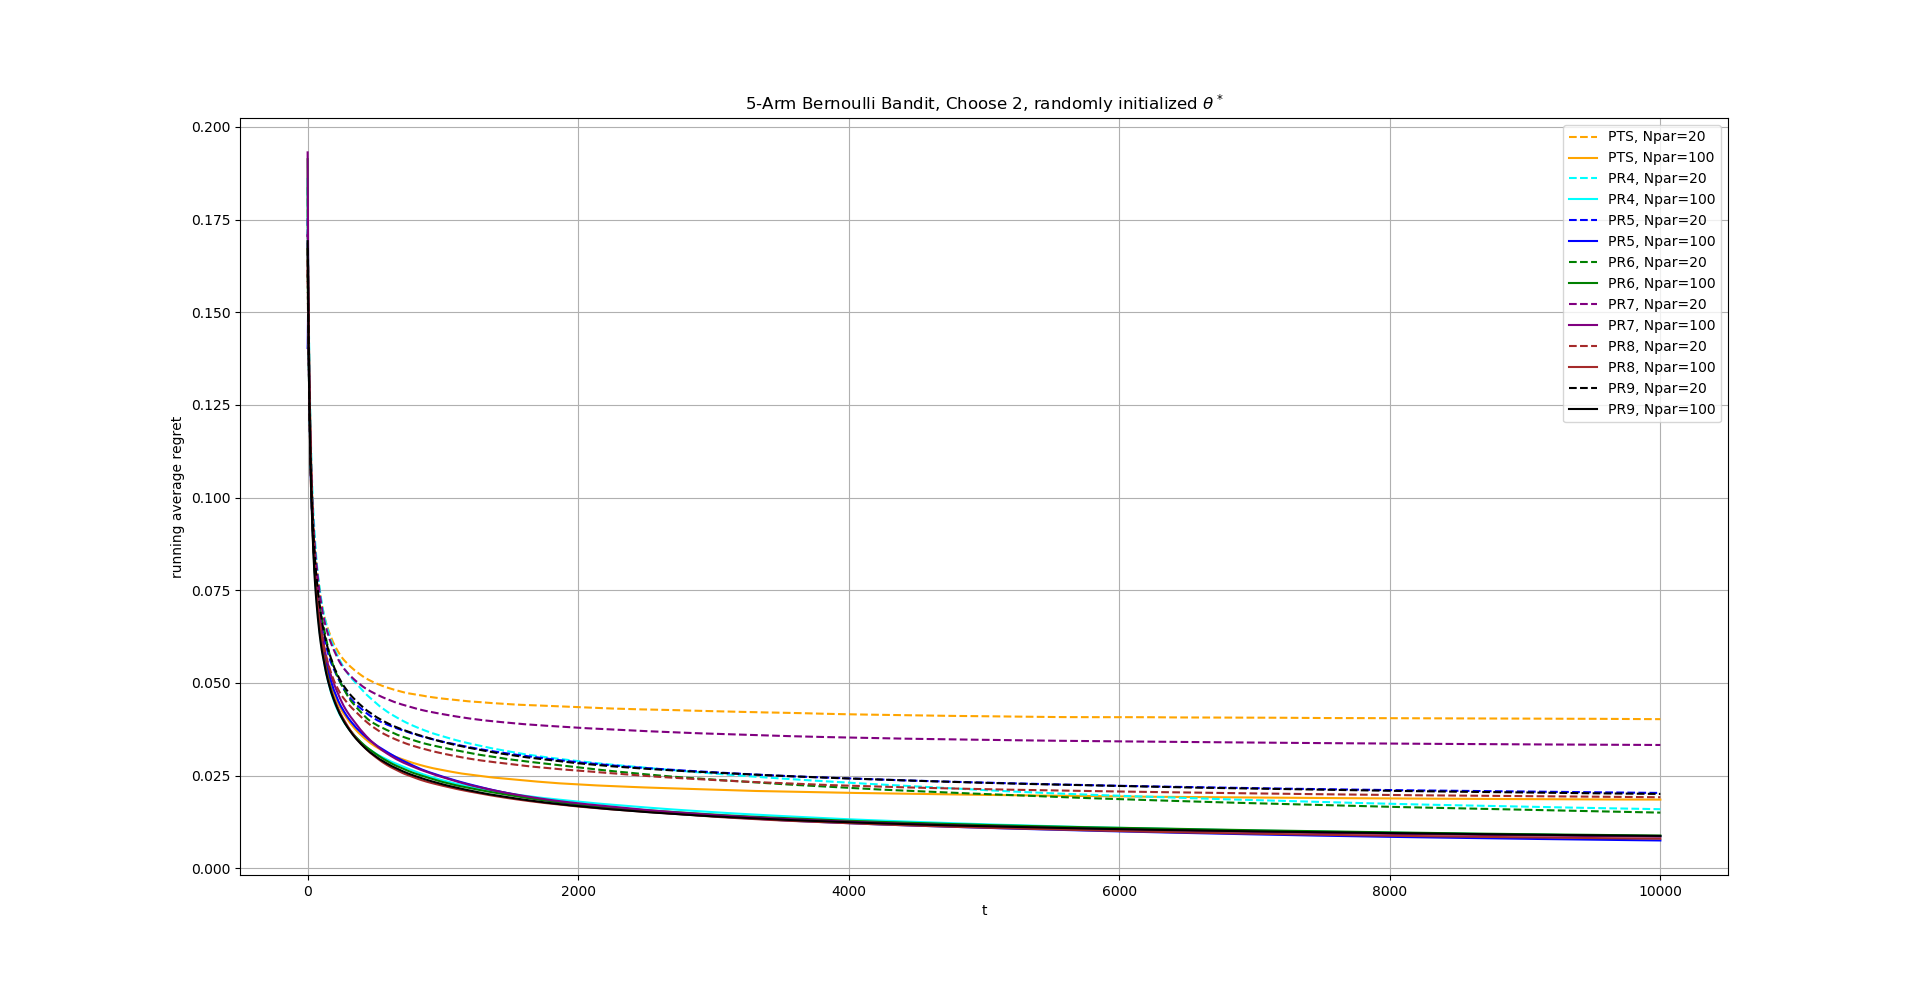 5-Arm Bernoulli Bandit, Choose 2, randomly initialized θ*
0.200
0.175
0.150
0.125
0.100
0.075
0.050
0.025
0.000
running average regret
0 2000 4000 6000 8000 10000
t
PTS, Npar=20
PTS, Npar=100
PR4, Npar=20
PR4, Npar=100
PR5, Npar=20
PR5, Npar=100
PR6, Npar=20
PR6, Npar=100
PR7, Npar=20
PR7, Npar=100
PR8, Npar=20
PR8, Npar=100
PR9, Npar=20
PR9, Npar=100